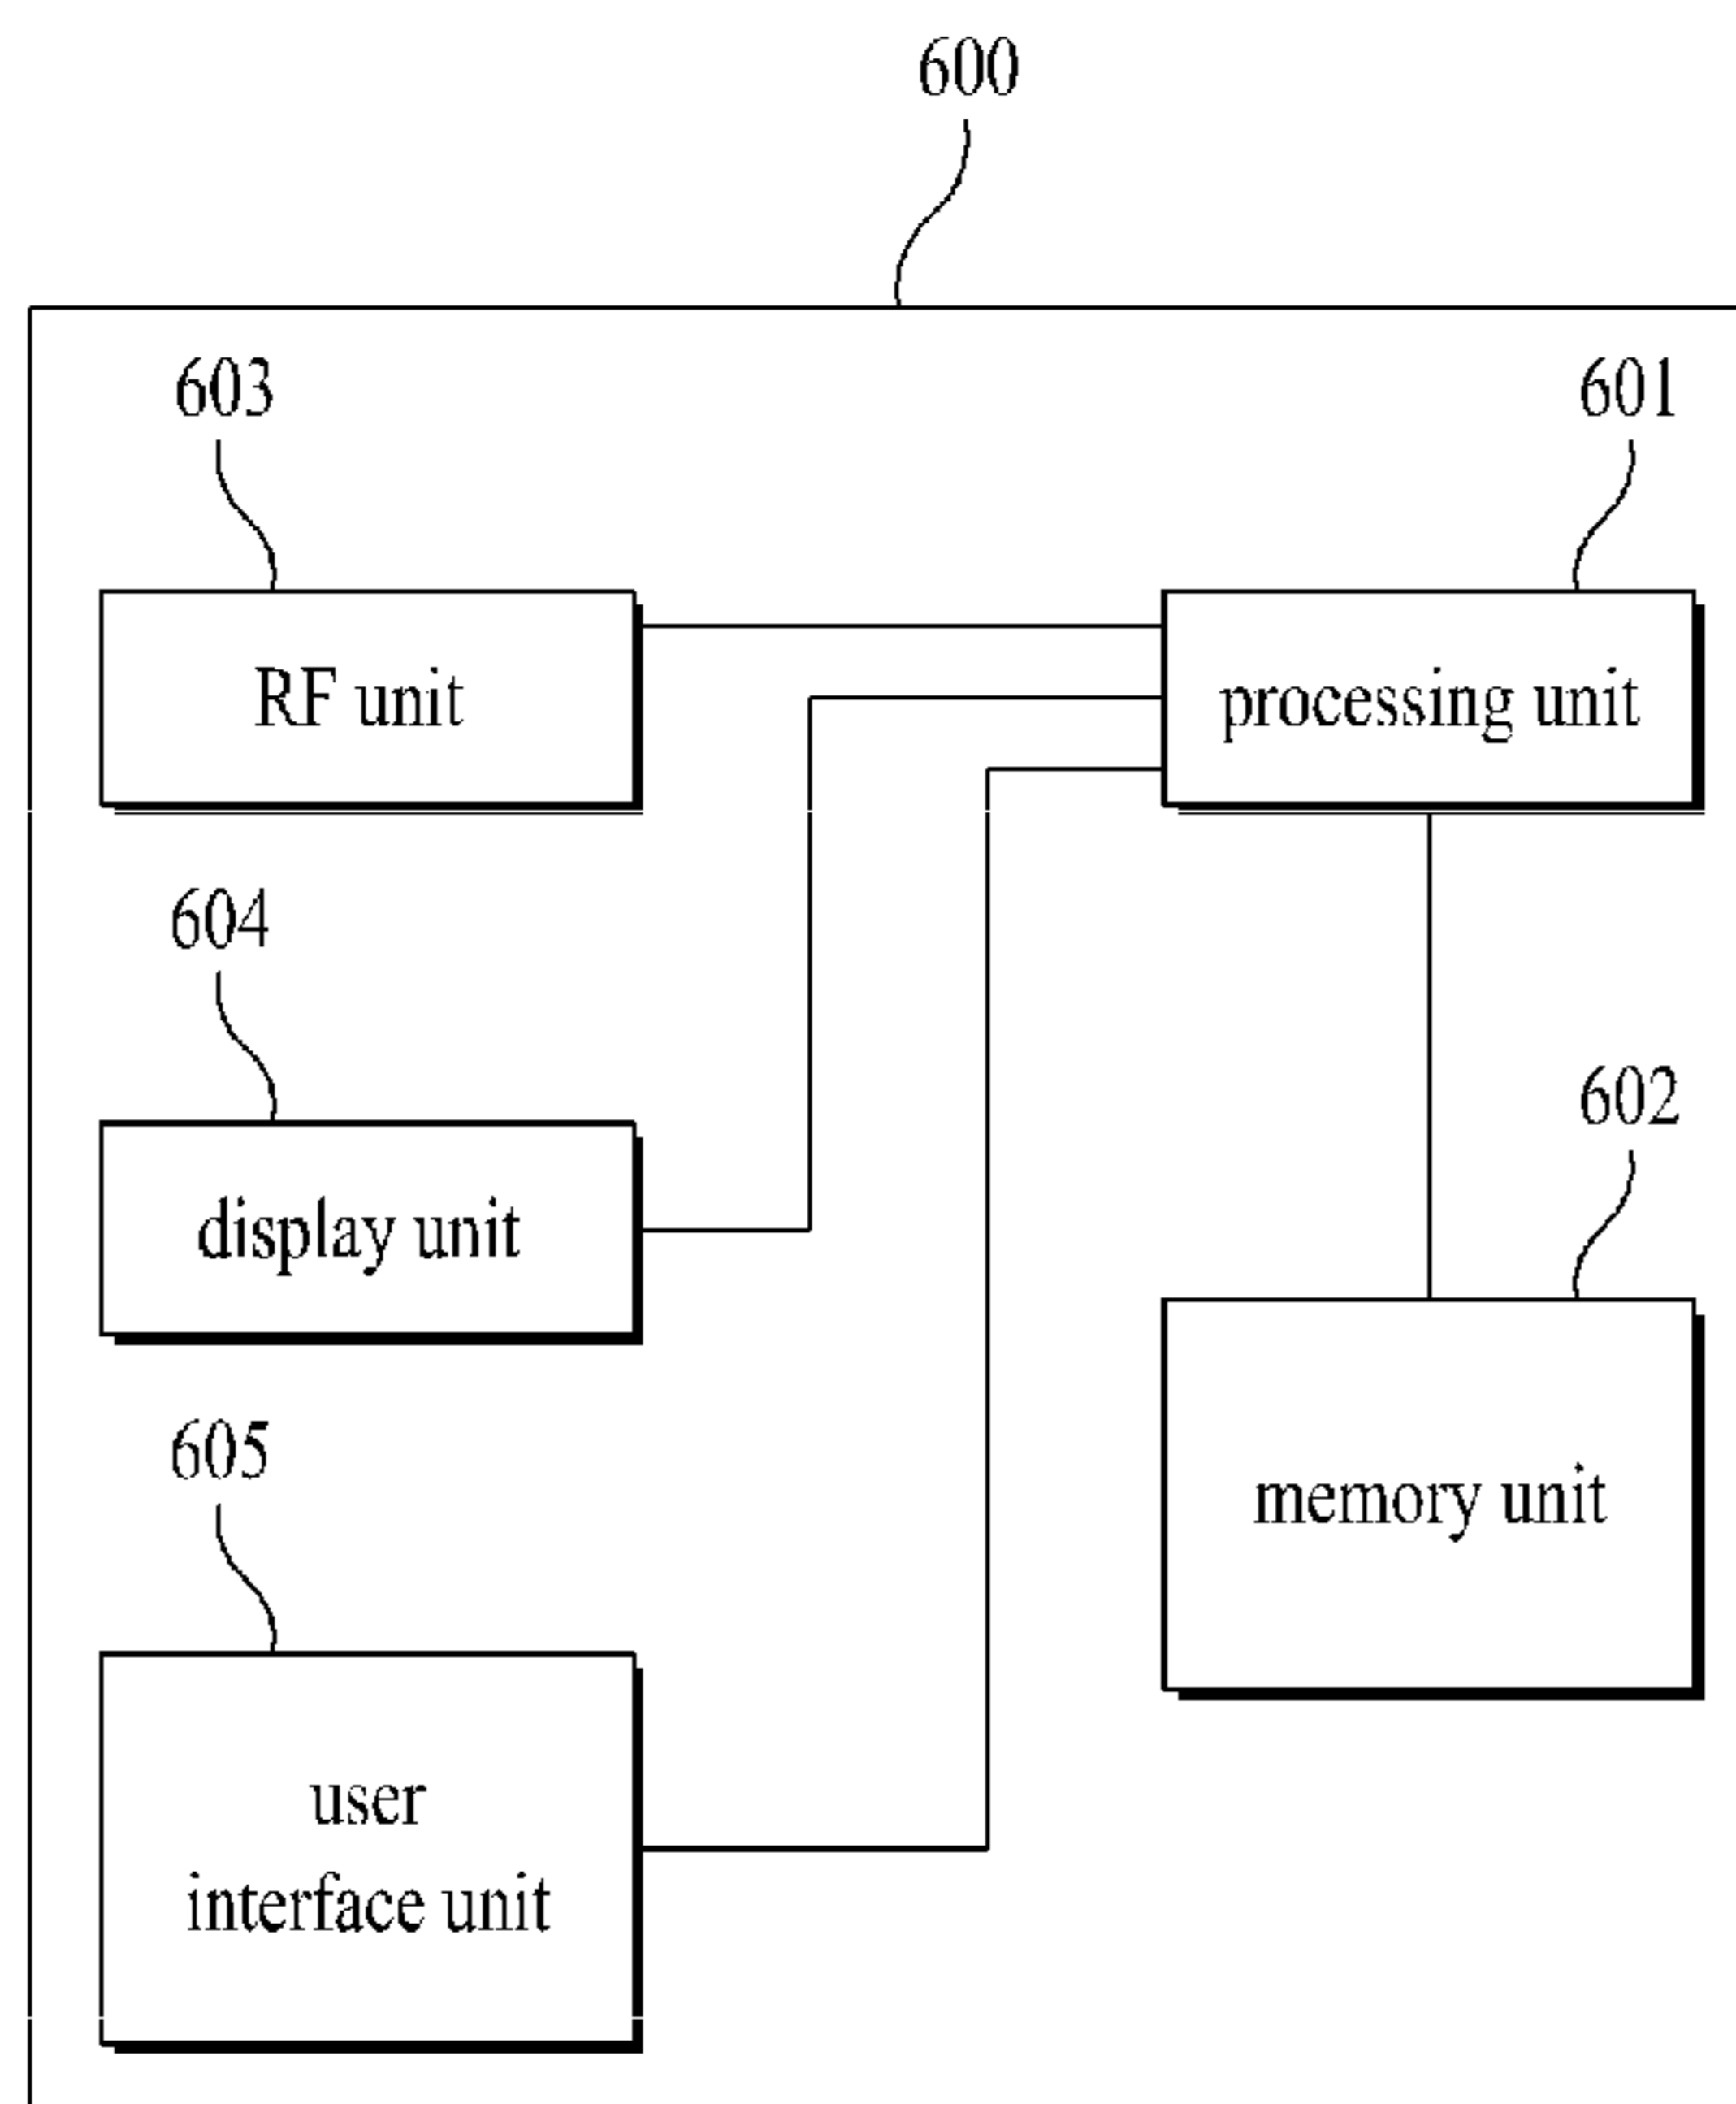 600
603
601
RF unit
processing unit
604
display unit
602
605
memory unit
user
interface unit